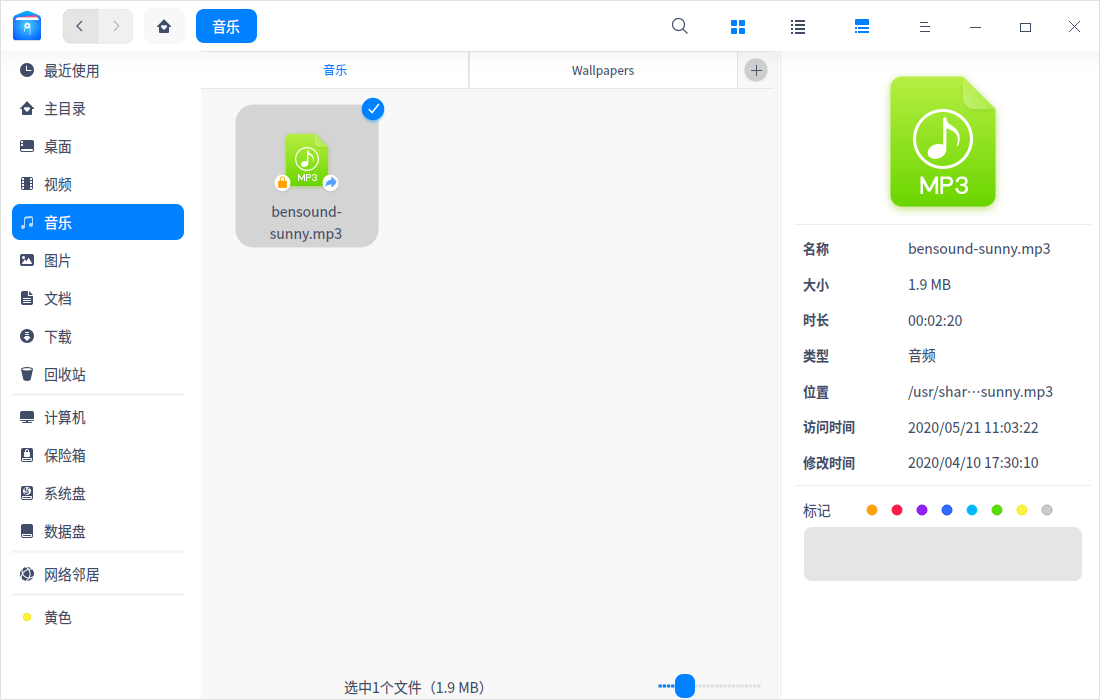 音乐
最近使用
主目录
桌面
视频
音乐
图片
文档
下载
回收站
计算机
保险箱
系统盘
数据盘
网络邻居
黄色
音乐
Wallpapers
MP3
bensound-
sunny.mp3
选中1个文件（1.9 MB）
MP3
名称 bensound-sunny.mp3
大小 1.9 MB
时长 00:02:20
类型 音频
位置 /usr/shar···sunny.mp3
访问时间 2020/05/21 11:03:22
修改时间 2020/04/10 17:30:10
标记